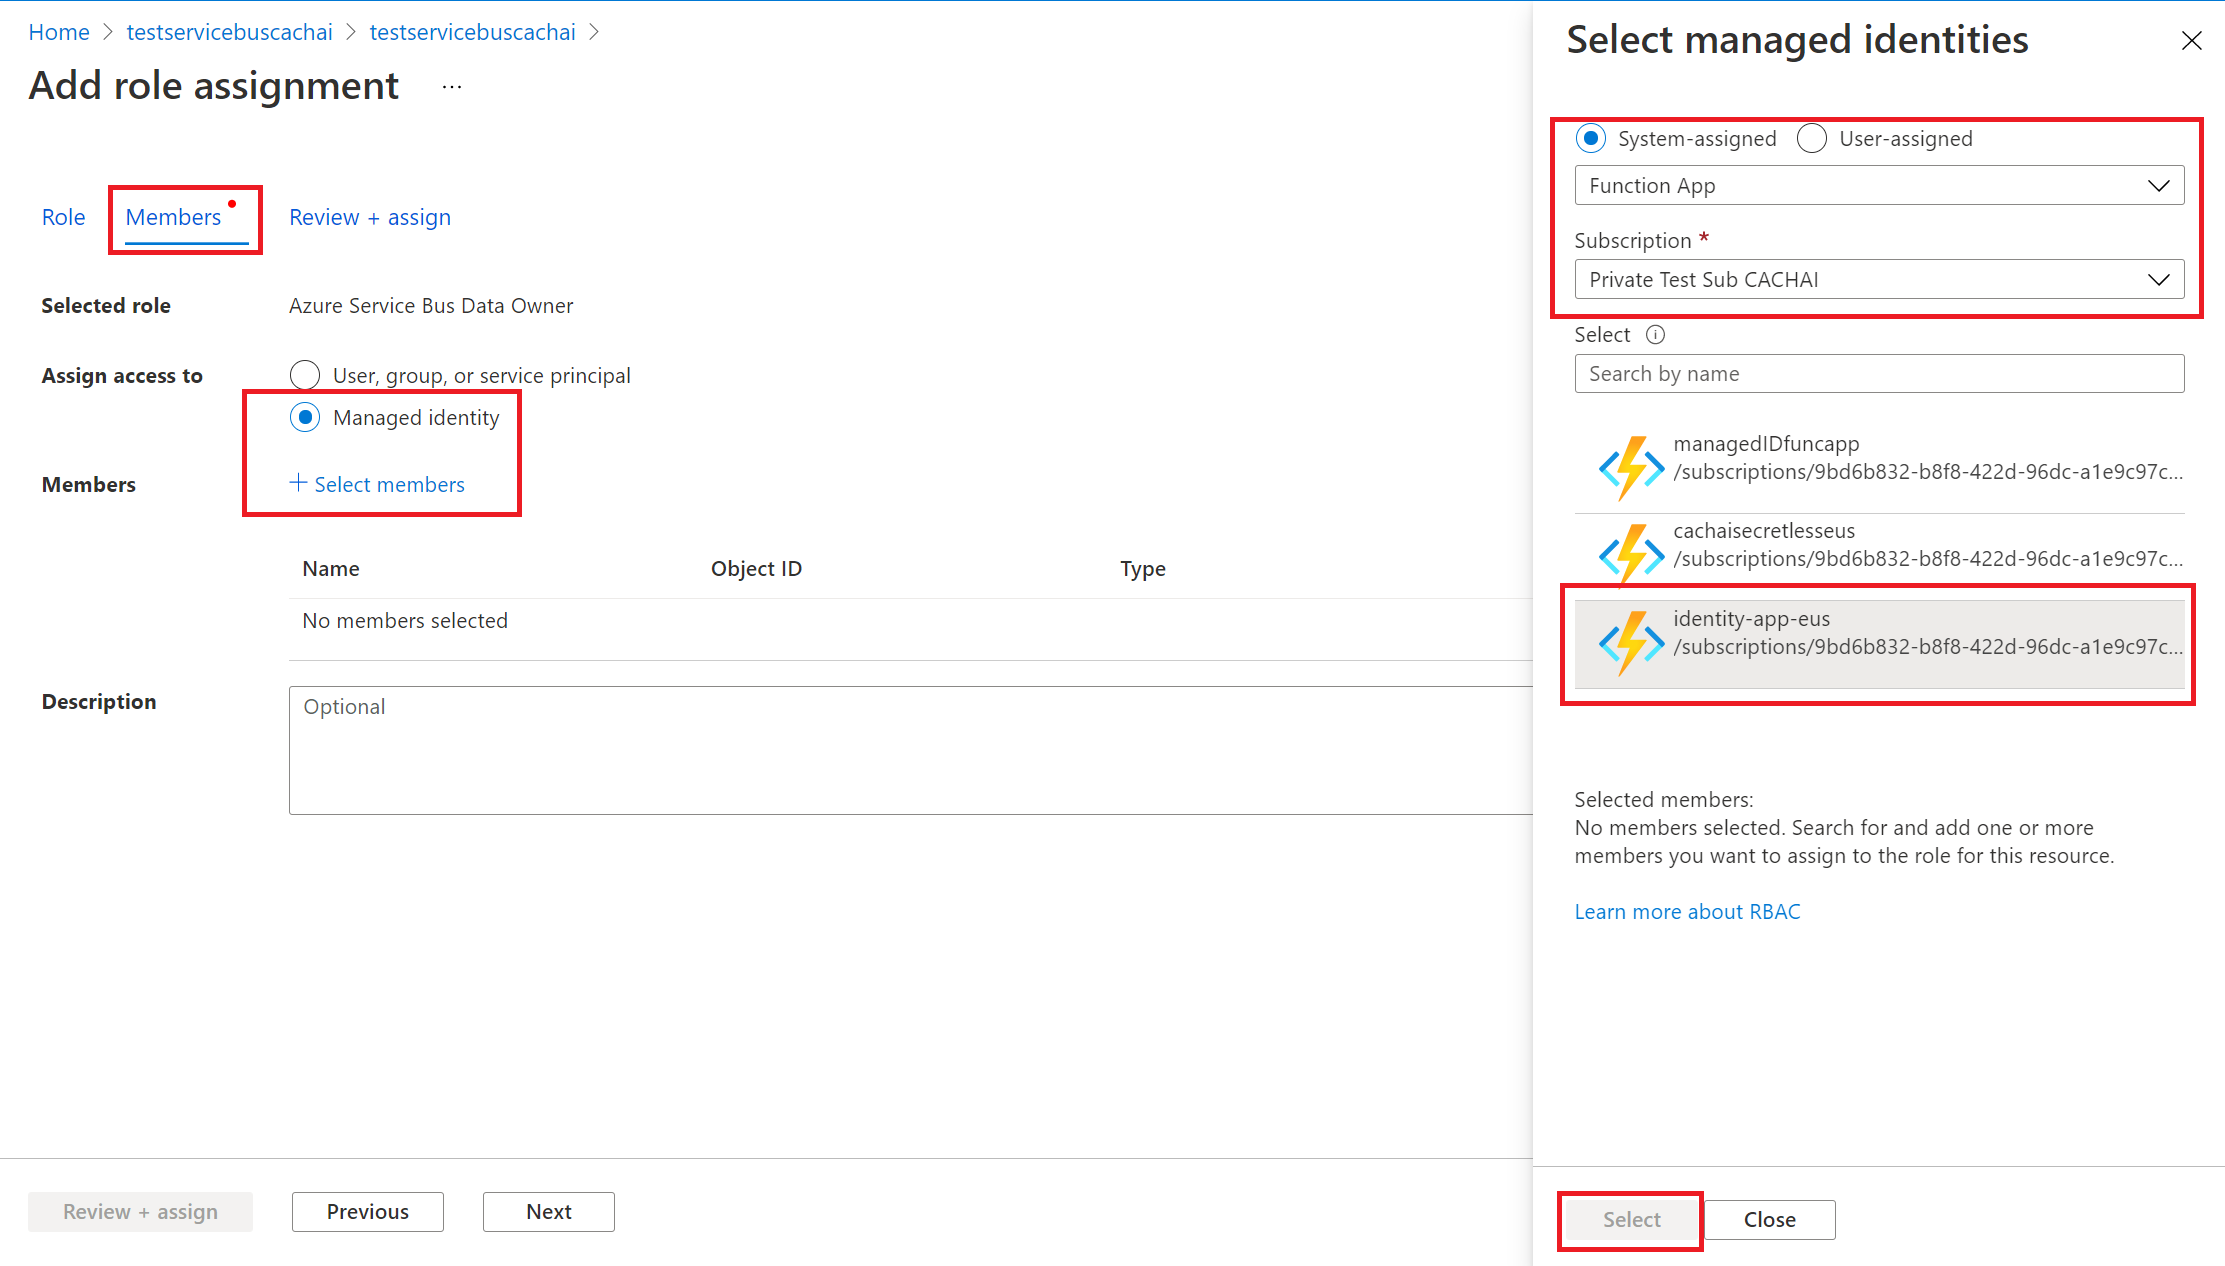 Home > testservicebuscachai > testservicebuscachai >
Add role assignment ...
Role Members Review + assign
Selected role Azure Service Bus Data Owner
Assign access to User, group, or service principal
Managed identity
Members + Select members
Name Object ID Type
No members selected
Description Optional
Review + assign Previous Next
Select managed identities
System-assigned User-assigned
Function App
Subscription *
Private Test Sub CACHAI
Select
Search by name
managedIDfuncapp
/subscriptions/9bd6b832-b8f8-422d-96dc-a1e9c97c...
cachaisecretlesseus
/subscriptions/9bd6b832-b8f8-422d-96dc-a1e9c97c...
identity-app-eus
/subscriptions/9bd6b832-b8f8-422d-96dc-a1e9c97c...
Selected members:
No members selected. Search for and add one or more
members you want to assign to the role for this resource.
Learn more about RBAC
Select Close